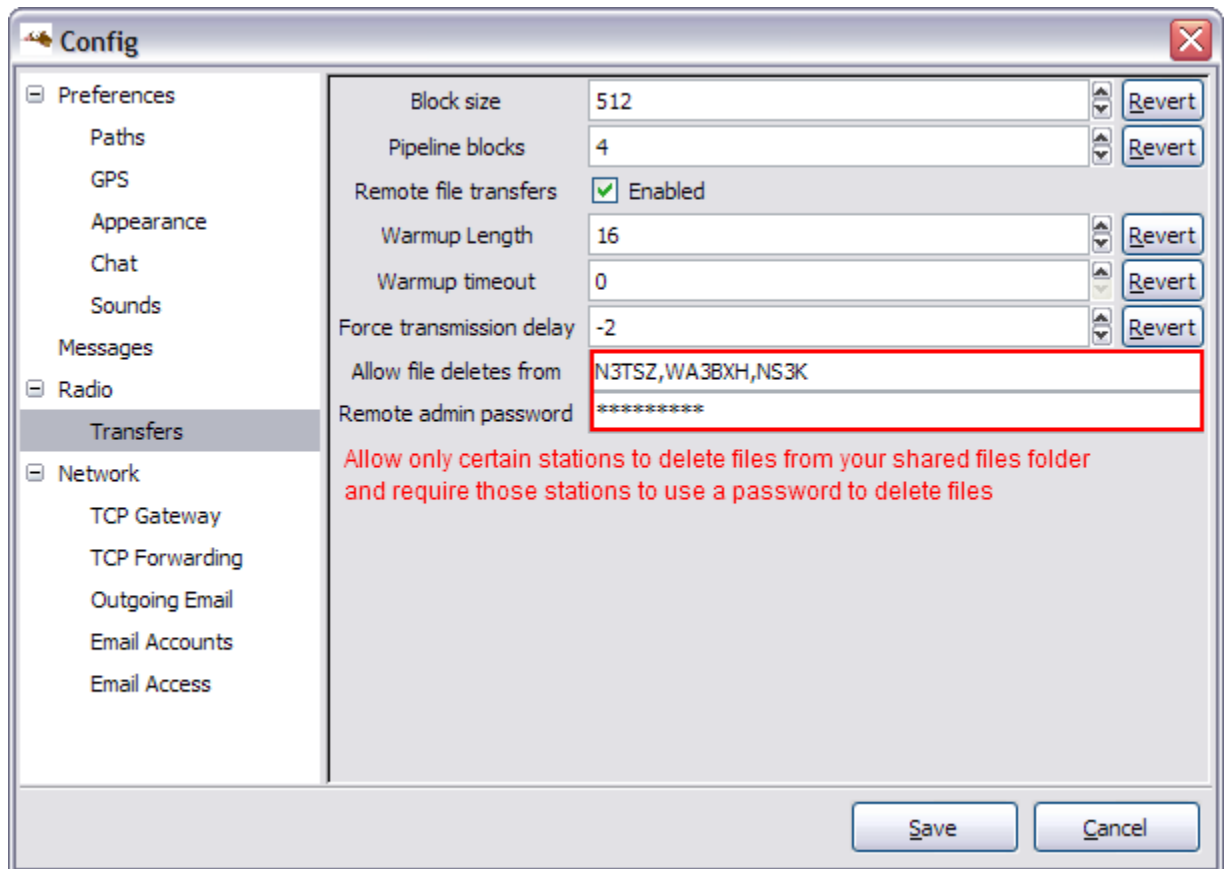 Config
Preferences
Paths
GPS
Appearance
Chat
Sounds
Messages
Radio
Transfers
Network
TCP Gateway
TCP Forwarding
Outgoing Email
Email Accounts
Email Access
Block size 512 Revert
Pipeline blocks 4 Revert
Remote file transfers Enabled
Warmup Length 16 Revert
Warmup timeout 0 Revert
Force transmission delay -2 Revert
Allow file deletes from N3TSZ,WA3BXH,NS3K
Remote admin password *********
Allow only certain stations to delete files from your shared files folder
and require those stations to use a password to delete files
Save Cancel